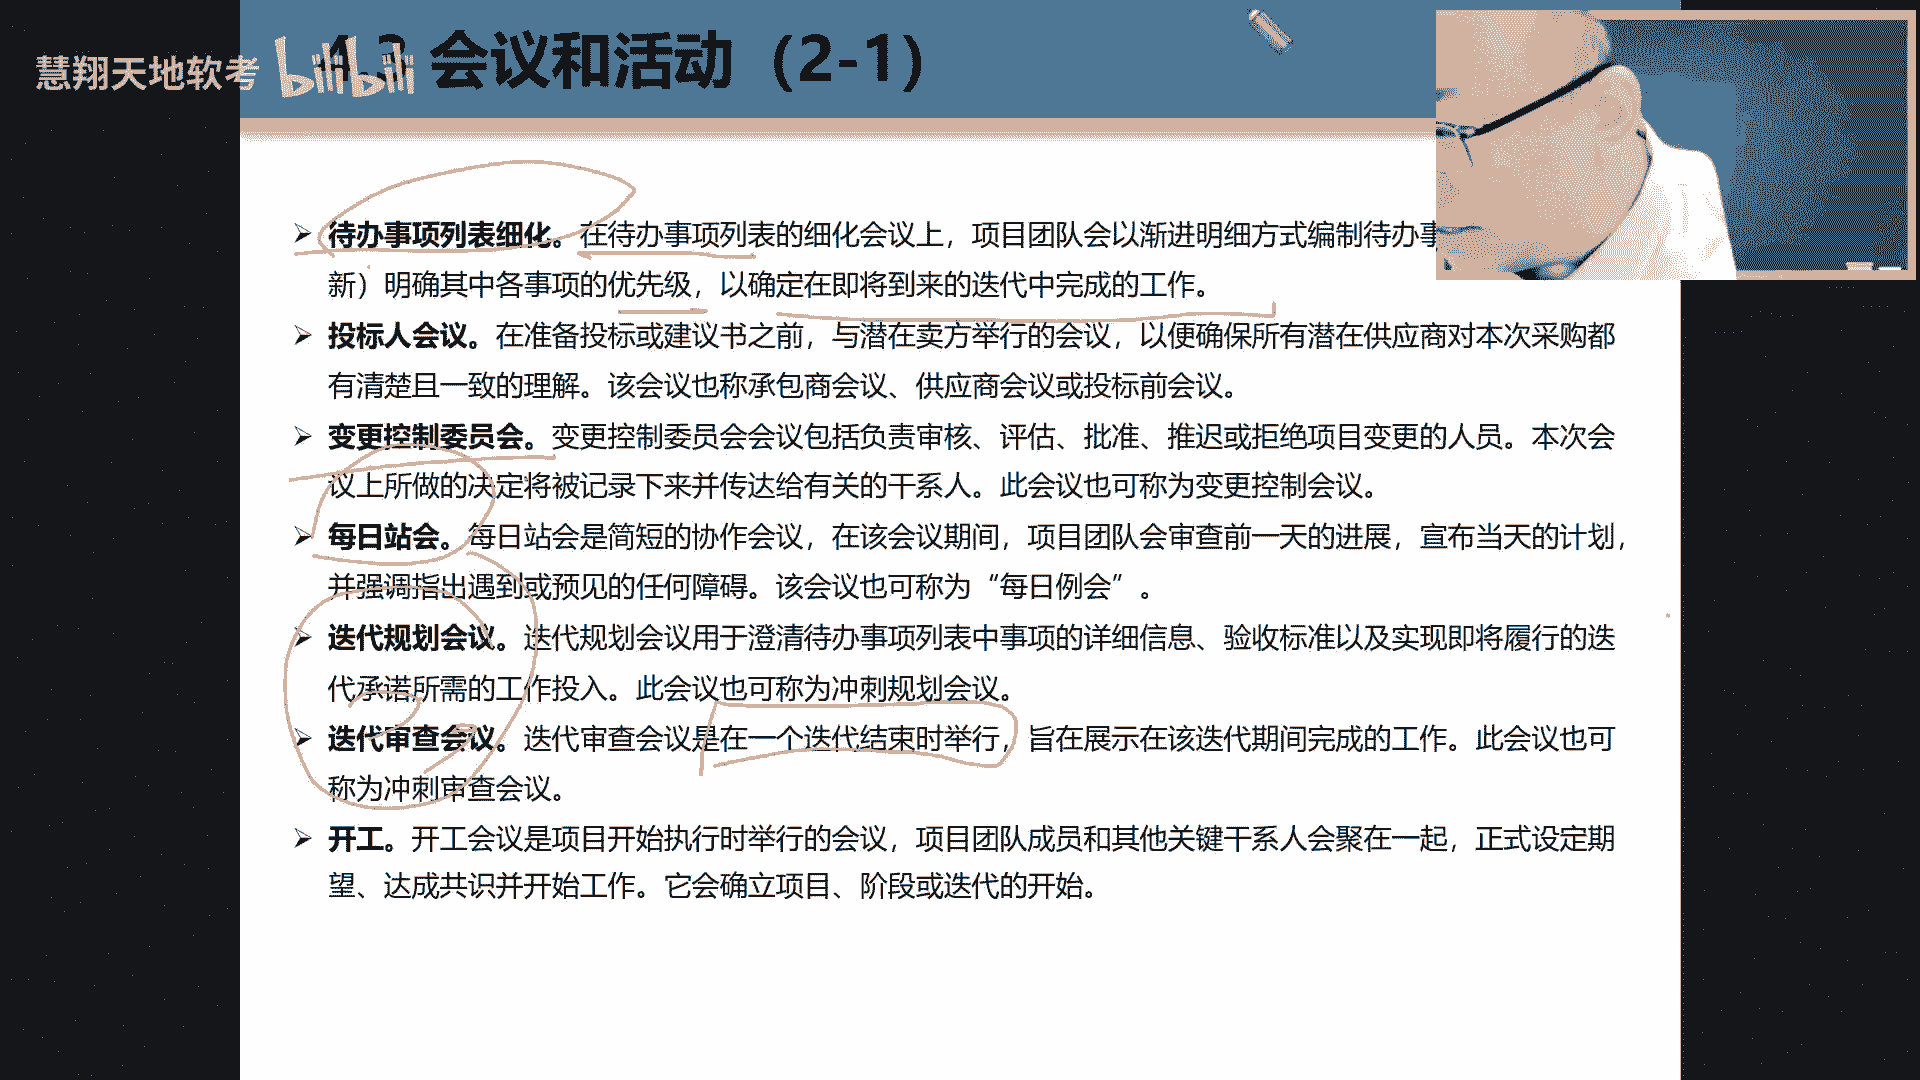 慧翔天地软考 bilibili
4.3 会议和活动（2-1）
➢ 待办事项列表细化。在待办事项列表的细化会议上，项目团队会以渐进明细方式编制待办事
新）明确其中各事项的优先级，以确定在即将到来的迭代中完成的工作。
➢ 投标人会议。在准备投标或建议书之前，与潜在卖方举行的会议，以便确保所有潜在供应商对本次采购都
有清楚且一致的理解。该会议也称承包商会议、供应商会议或投标前会议。
➢ 变更控制委员会。变更控制委员会会议包括负责审核、评估、批准、推迟或拒绝项目变更的人员。本次会
议上所做的决定将被记录下来并传达给有关的干系人。此会议也可称为变更控制会议。
➢ 每日站会。每日站会是简短的协作会议，在该会议期间，项目团队会审查前一天的进展，宣布当天的计划，
并强调指出遇到或预见的任何障碍。该会议也可称为“每日例会”。
➢ 迭代规划会议。迭代规划会议用于澄清待办事项列表中事项的详细信息、验收标准以及实现即将履行的迭
代承诺所需的工作投入。此会议也可称为冲刺规划会议。
➢ 迭代审查会议。迭代审查会议是在一个迭代结束时举行，旨在展示在该迭代期间完成的工作。此会议也可
称为冲刺审查会议。
➢ 开工。开工会议是项目开始执行时举行的会议，项目团队成员和其他关键干系人会聚在一起，正式设定期
望、达成共识并开始工作。它会确立项目、阶段或迭代的开始。